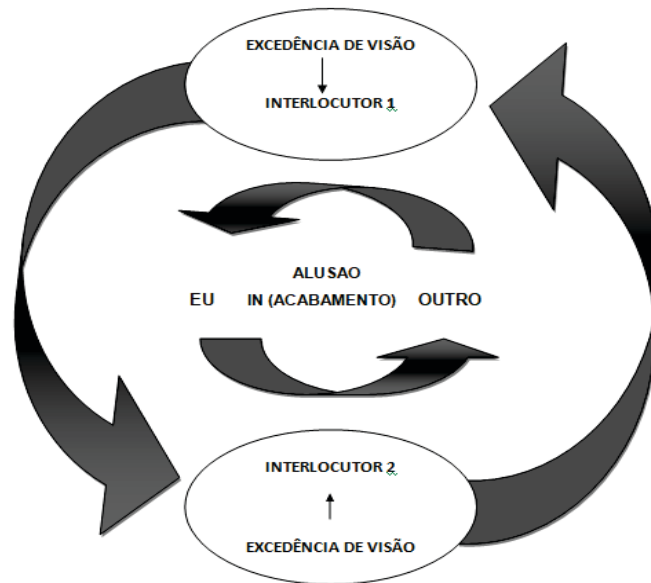 EXCEDÊNCIA DE VISÃO
INTERLOCUTOR 1
ALUSAO
EU IN (ACABAMENTO) OUTRO
INTERLOCUTOR 2
EXCEDÊNCIA DE VISÃO